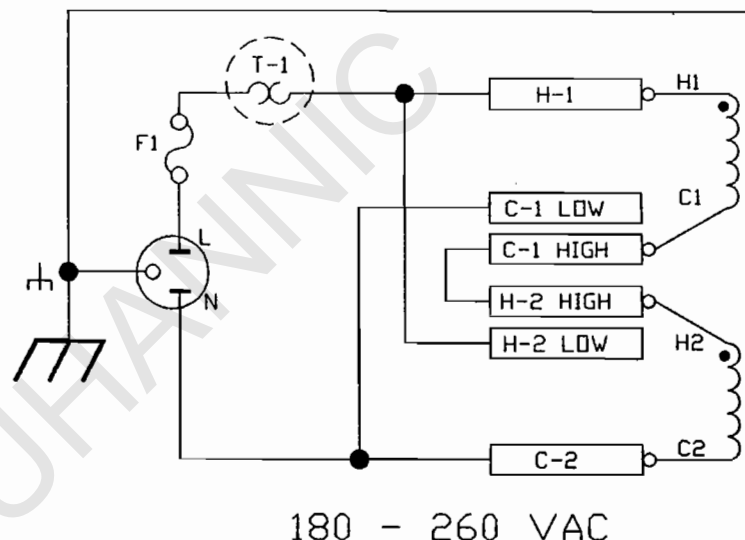 T-1
H-1
H1
F1
C-1 LOW
C1
C-1 HIGH
L
H-2 HIGH
N
H-2 LOW
H2
C-2
C2
180 - 260 VAC
UHANNIC